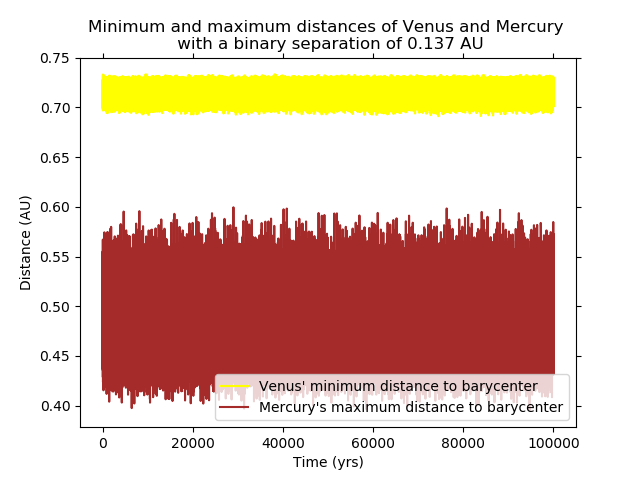 Minimum and maximum distances of Venus and Mercury
with a binary separation of 0.137 AU
0.75
0.70
0.65
0.60
0.55
0.50
0.45
0.40
Distance (AU)
Venus' minimum distance to barycenter
Mercury's maximum distance to barycenter
0 20000 40000 60000 80000 100000
Time (yrs)